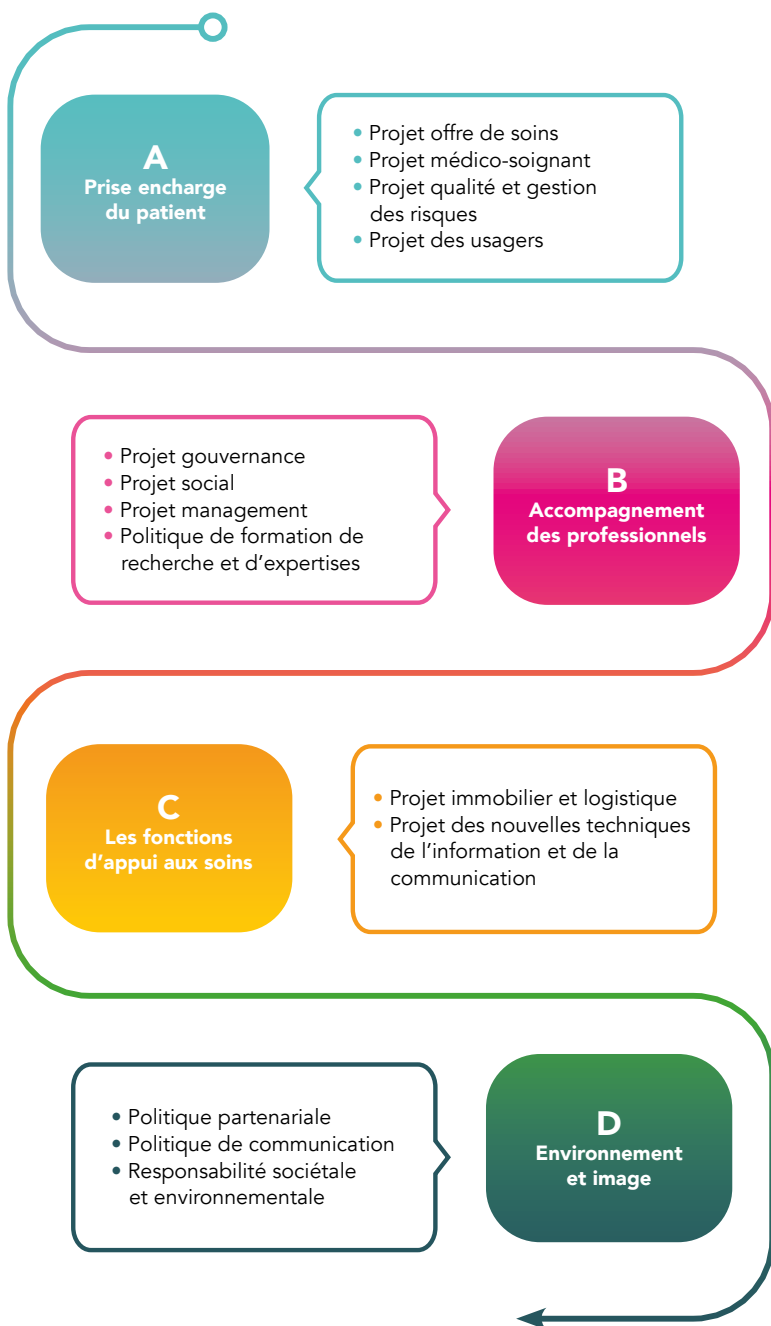 A
Prise encharge
du patient
• Projet offre de soins
• Projet médico-soignant
• Projet qualité et gestion
des risques
• Projet des usagers
• Projet gouvernance
• Projet social
• Projet management
• Politique de formation de
recherche et d'expertises
B
Accompagnement
des professionnels
C
Les fonctions
d'appui aux soins
• Projet immobilier et logistique
• Projet des nouvelles techniques
de l'information et de la
communication
• Politique partenariale
• Politique de communication
• Responsabilité sociétale
et environnementale
D
Environnement
et image